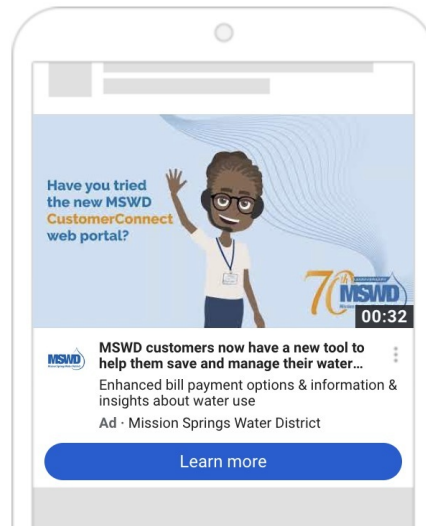 Have you tried
the new MSWD
CustomerConnect
web portal?
70th
MSWD
00:32
MSWD
MSWD customers now have a new tool to
help them save and manage their water...
Enhanced bill payment options & information &
insights about water use
Ad · Mission Springs Water District
Learn more